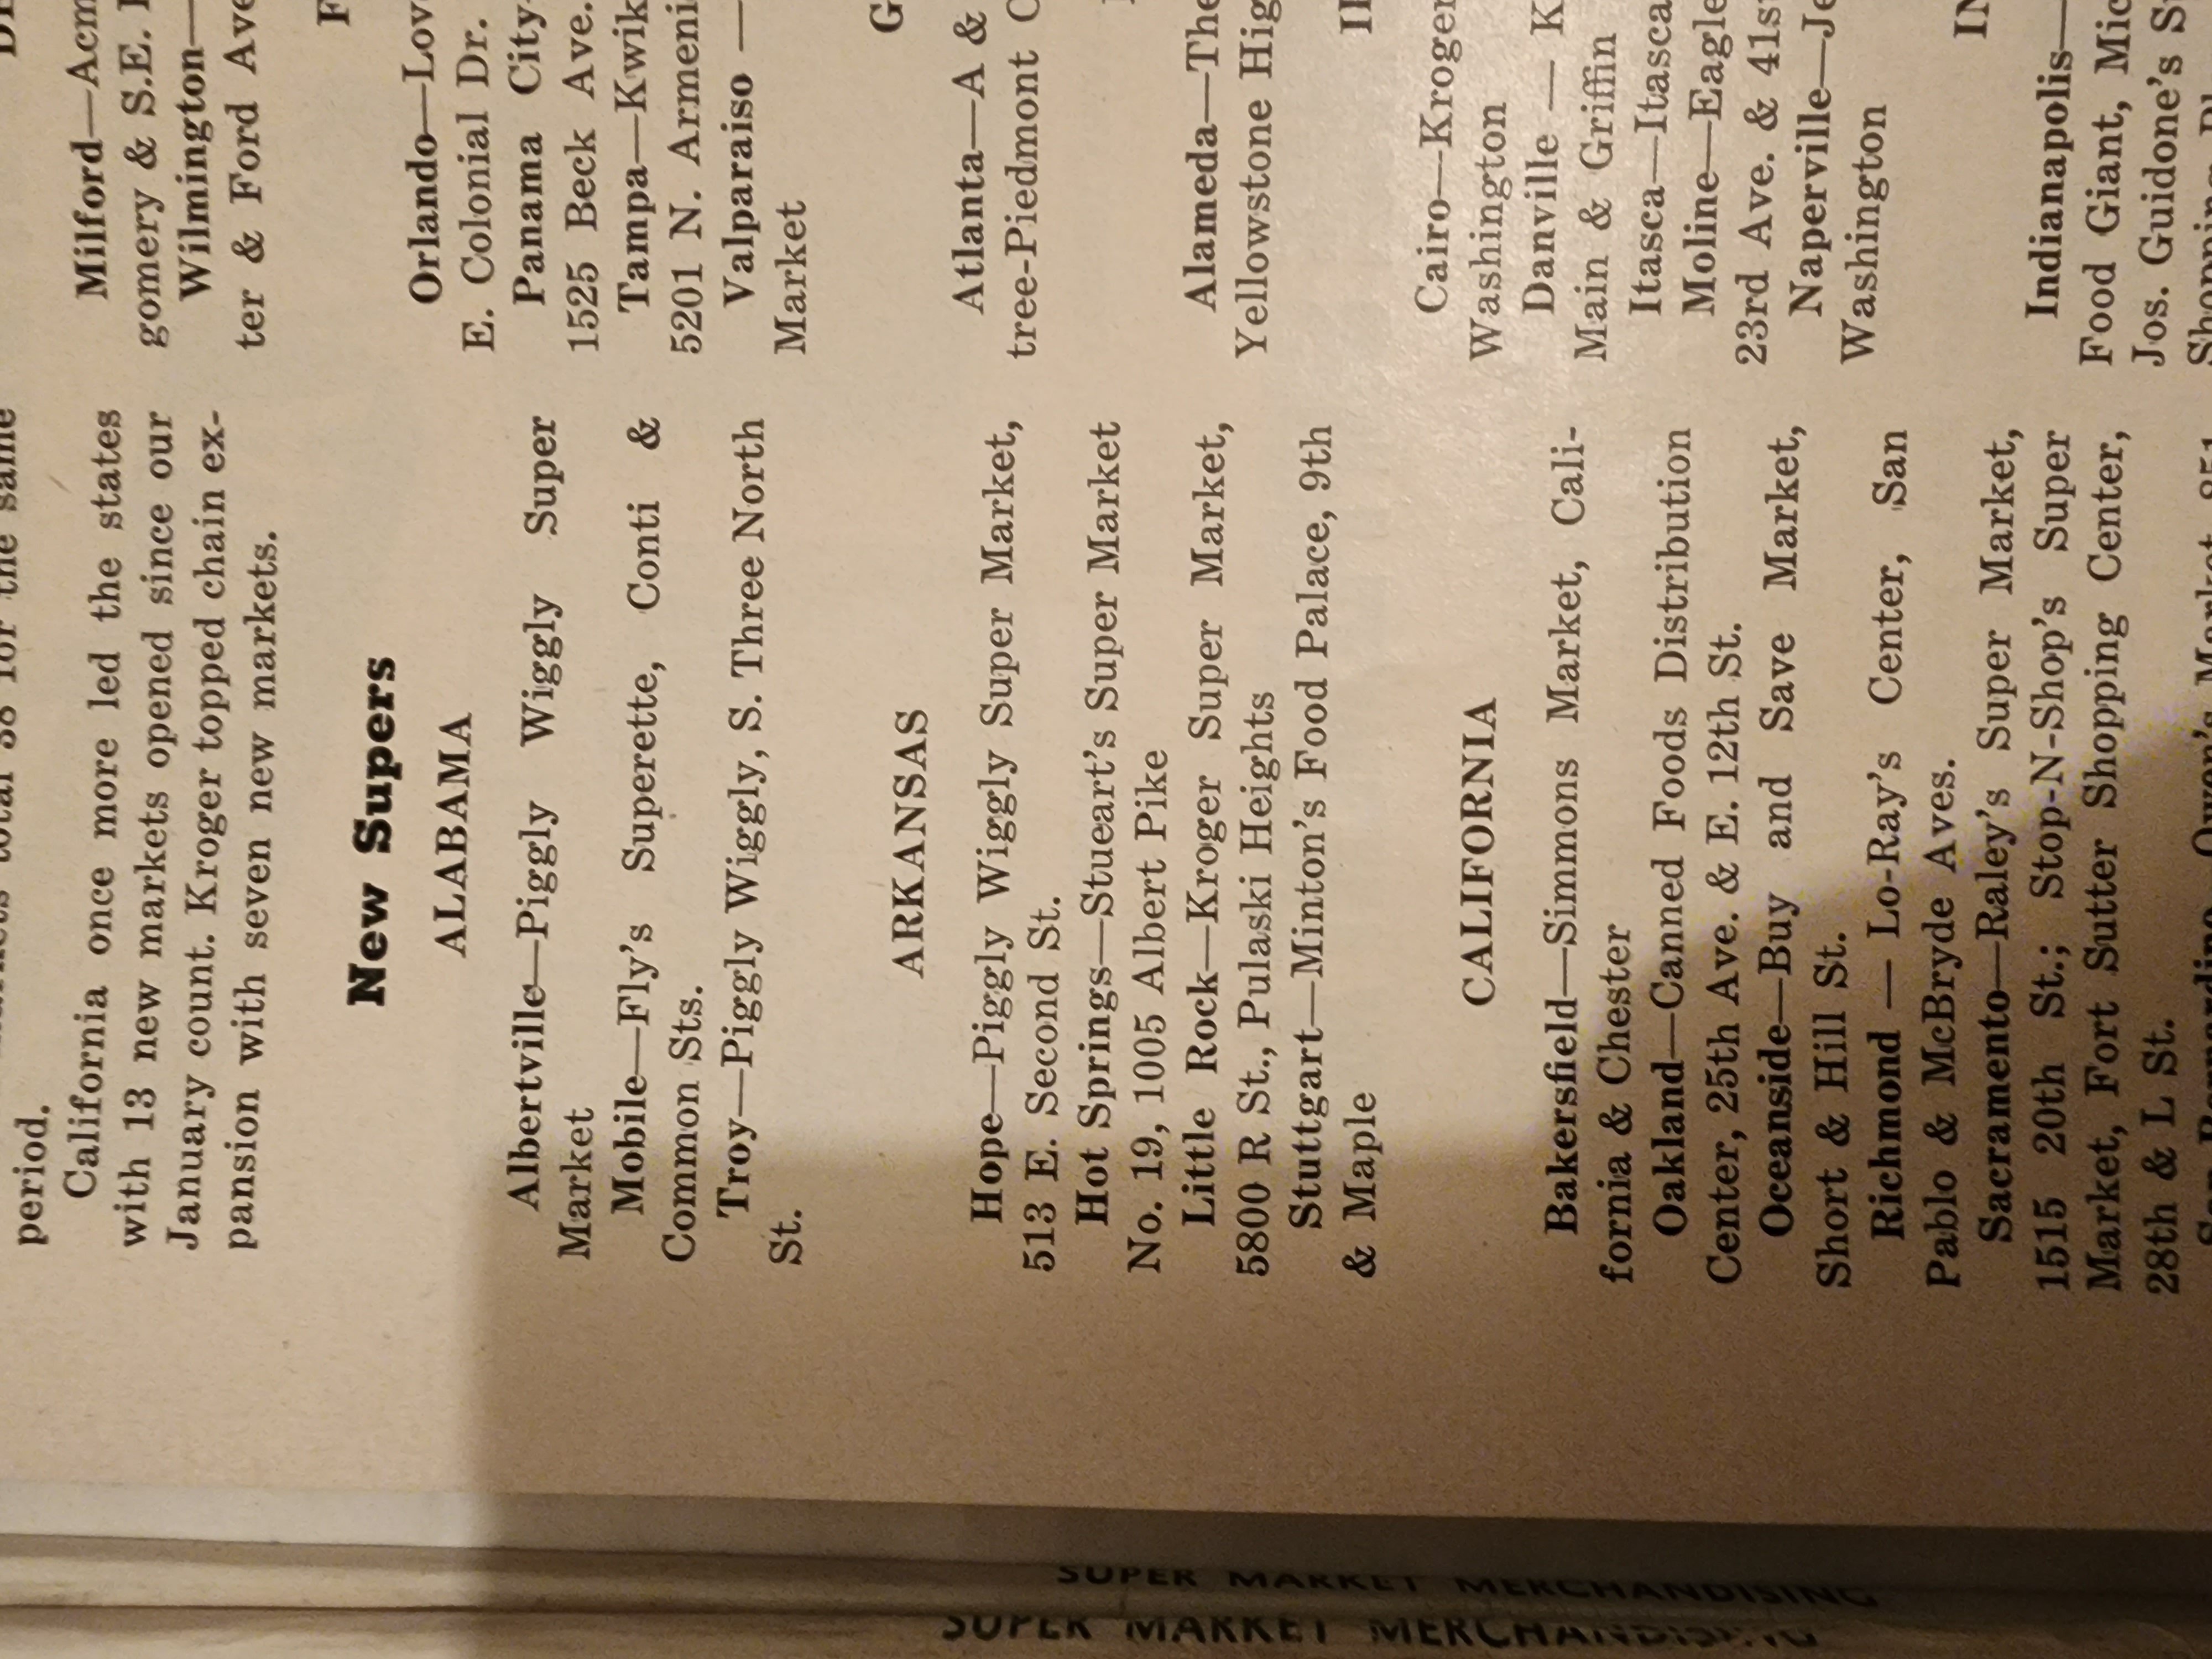 for the same
period.
California once more led the states
with 13 new markets opened since our
January count. Kroger topped chain ex-
pansion with seven new markets.
New Supers
ALABAMA
Albertville—Piggly Wiggly Super
Market
Mobile—Fly's Superette, Conti &
Common Sts.
Troy—Piggly Wiggly, S. Three North
St.
ARKANSAS
Hope—Piggly Wiggly Super Market,
513 E. Second St.
Hot Springs—Stueart's Super Market
No. 19, 1005 Albert Pike
Little Rock—Kroger Super Market,
5800 R St., Pulaski Heights
Stuttgart—Minton's Food Palace, 9th
& Maple
CALIFORNIA
Bakersfield—Simmons Market, Cali-
fornia & Chester
Oakland—Canned Foods Distribution
Center, 25th Ave. & E. 12th St.
Oceanside—Buy and Save Market,
Short & Hill St.
Richmond — Lo-Ray's Center, San
Pablo & McBryde Aves.
Sacramento—Raley's Super Market,
1515 20th St.; Stop-N-Shop's Super
Market, Fort Sutter Shopping Center,
28th & L St.
Milford—Acm
gomery & S.E.
Wilmington—
ter & Ford Ave
Orlando—Lov
E. Colonial Dr.
Panama City
1525 Beck Ave.
Tampa—Kwik
5201 N. Armeni
Valparaiso —
Market
Atlanta—A &
tree-Piedmont
Alameda—The
Yellowstone Hig
Cairo—Kroger
Washington
Danville — K
Main & Griffin
Itasca—Itasca
Moline—Eagle
23rd Ave. & 41s
Naperville—Je
Washington
Indianapolis—
Food Giant, Mic
Jos. Guidone's
SUPER MARKET MERCHANDISING
SUPER MARKET MERCHANDISING